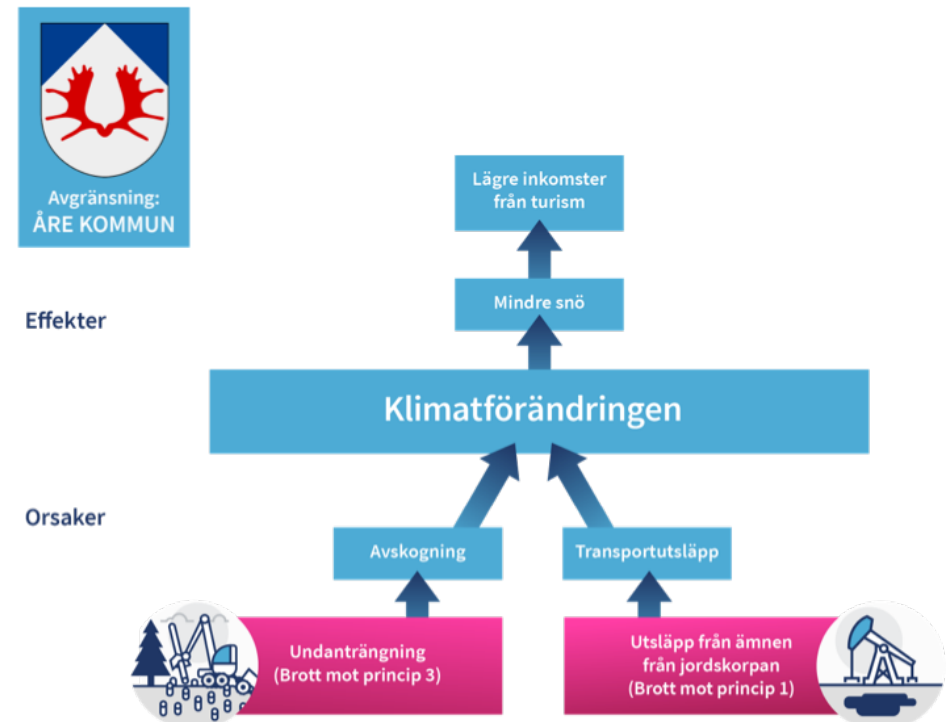 Avgränsning:
ÅRE KOMMUN
Lägre inkomster
från turism
Mindre snö
Effekter
Klimatförändringen
Orsaker
Avskogning
Transportutsläpp
Undanträngning
(Brott mot princip 3)
Utsläpp från ämnen
från jordskorpan
(Brott mot princip 1)